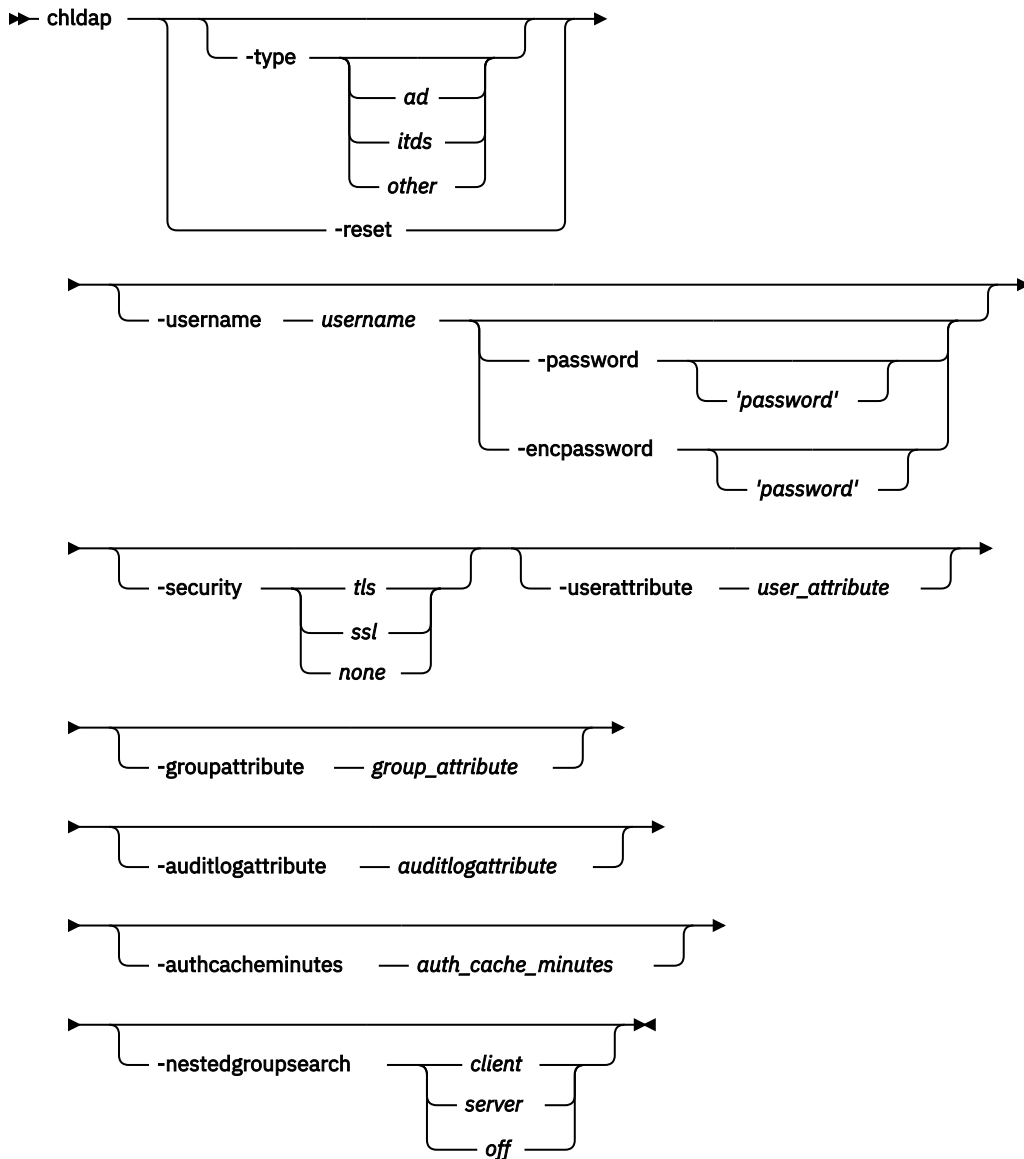 chldap
-type
ad
itds
other
-reset
-username username
-password
'password'
-encpassword
'password'
-security tls -userattribute user_attribute
ssl
none
-groupattribute group_attribute
-auditlogattribute auditlogattribute
-authcacheminutes auth_cache_minutes
-nestedgroupsearch client
server
off